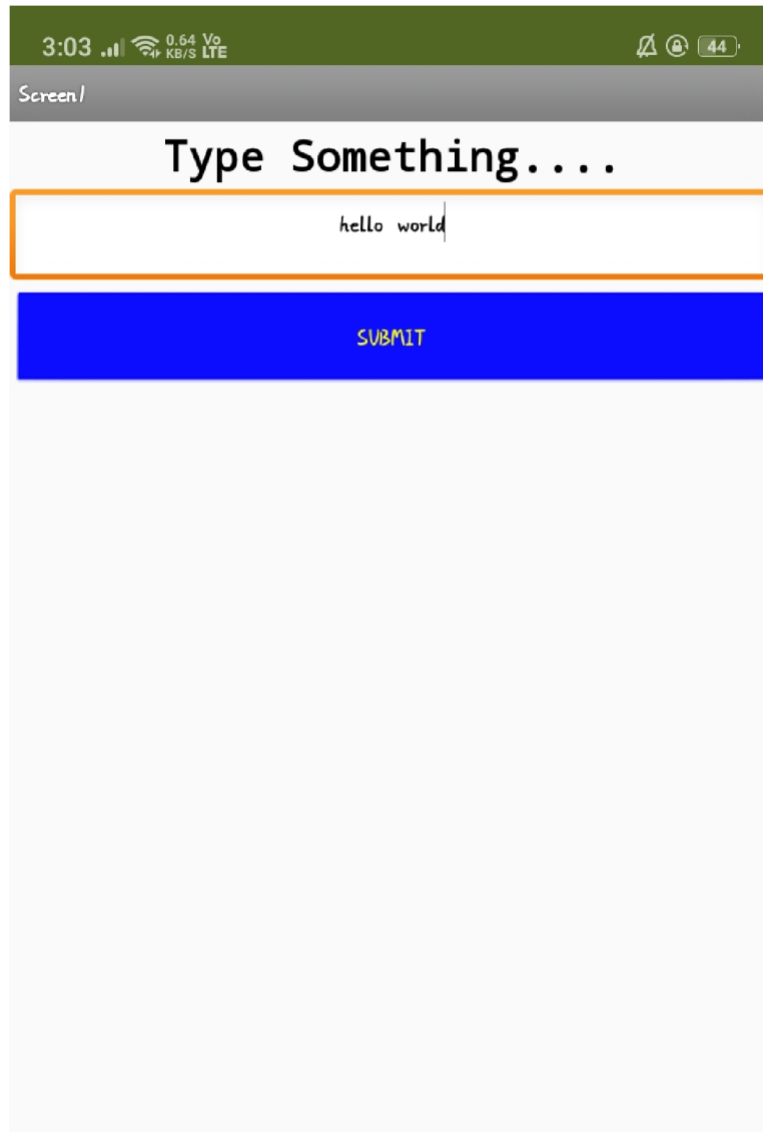 3:03 0.64 KB/S Vo LTE 44
Screen1
Type Something....
hello world
SUBMIT